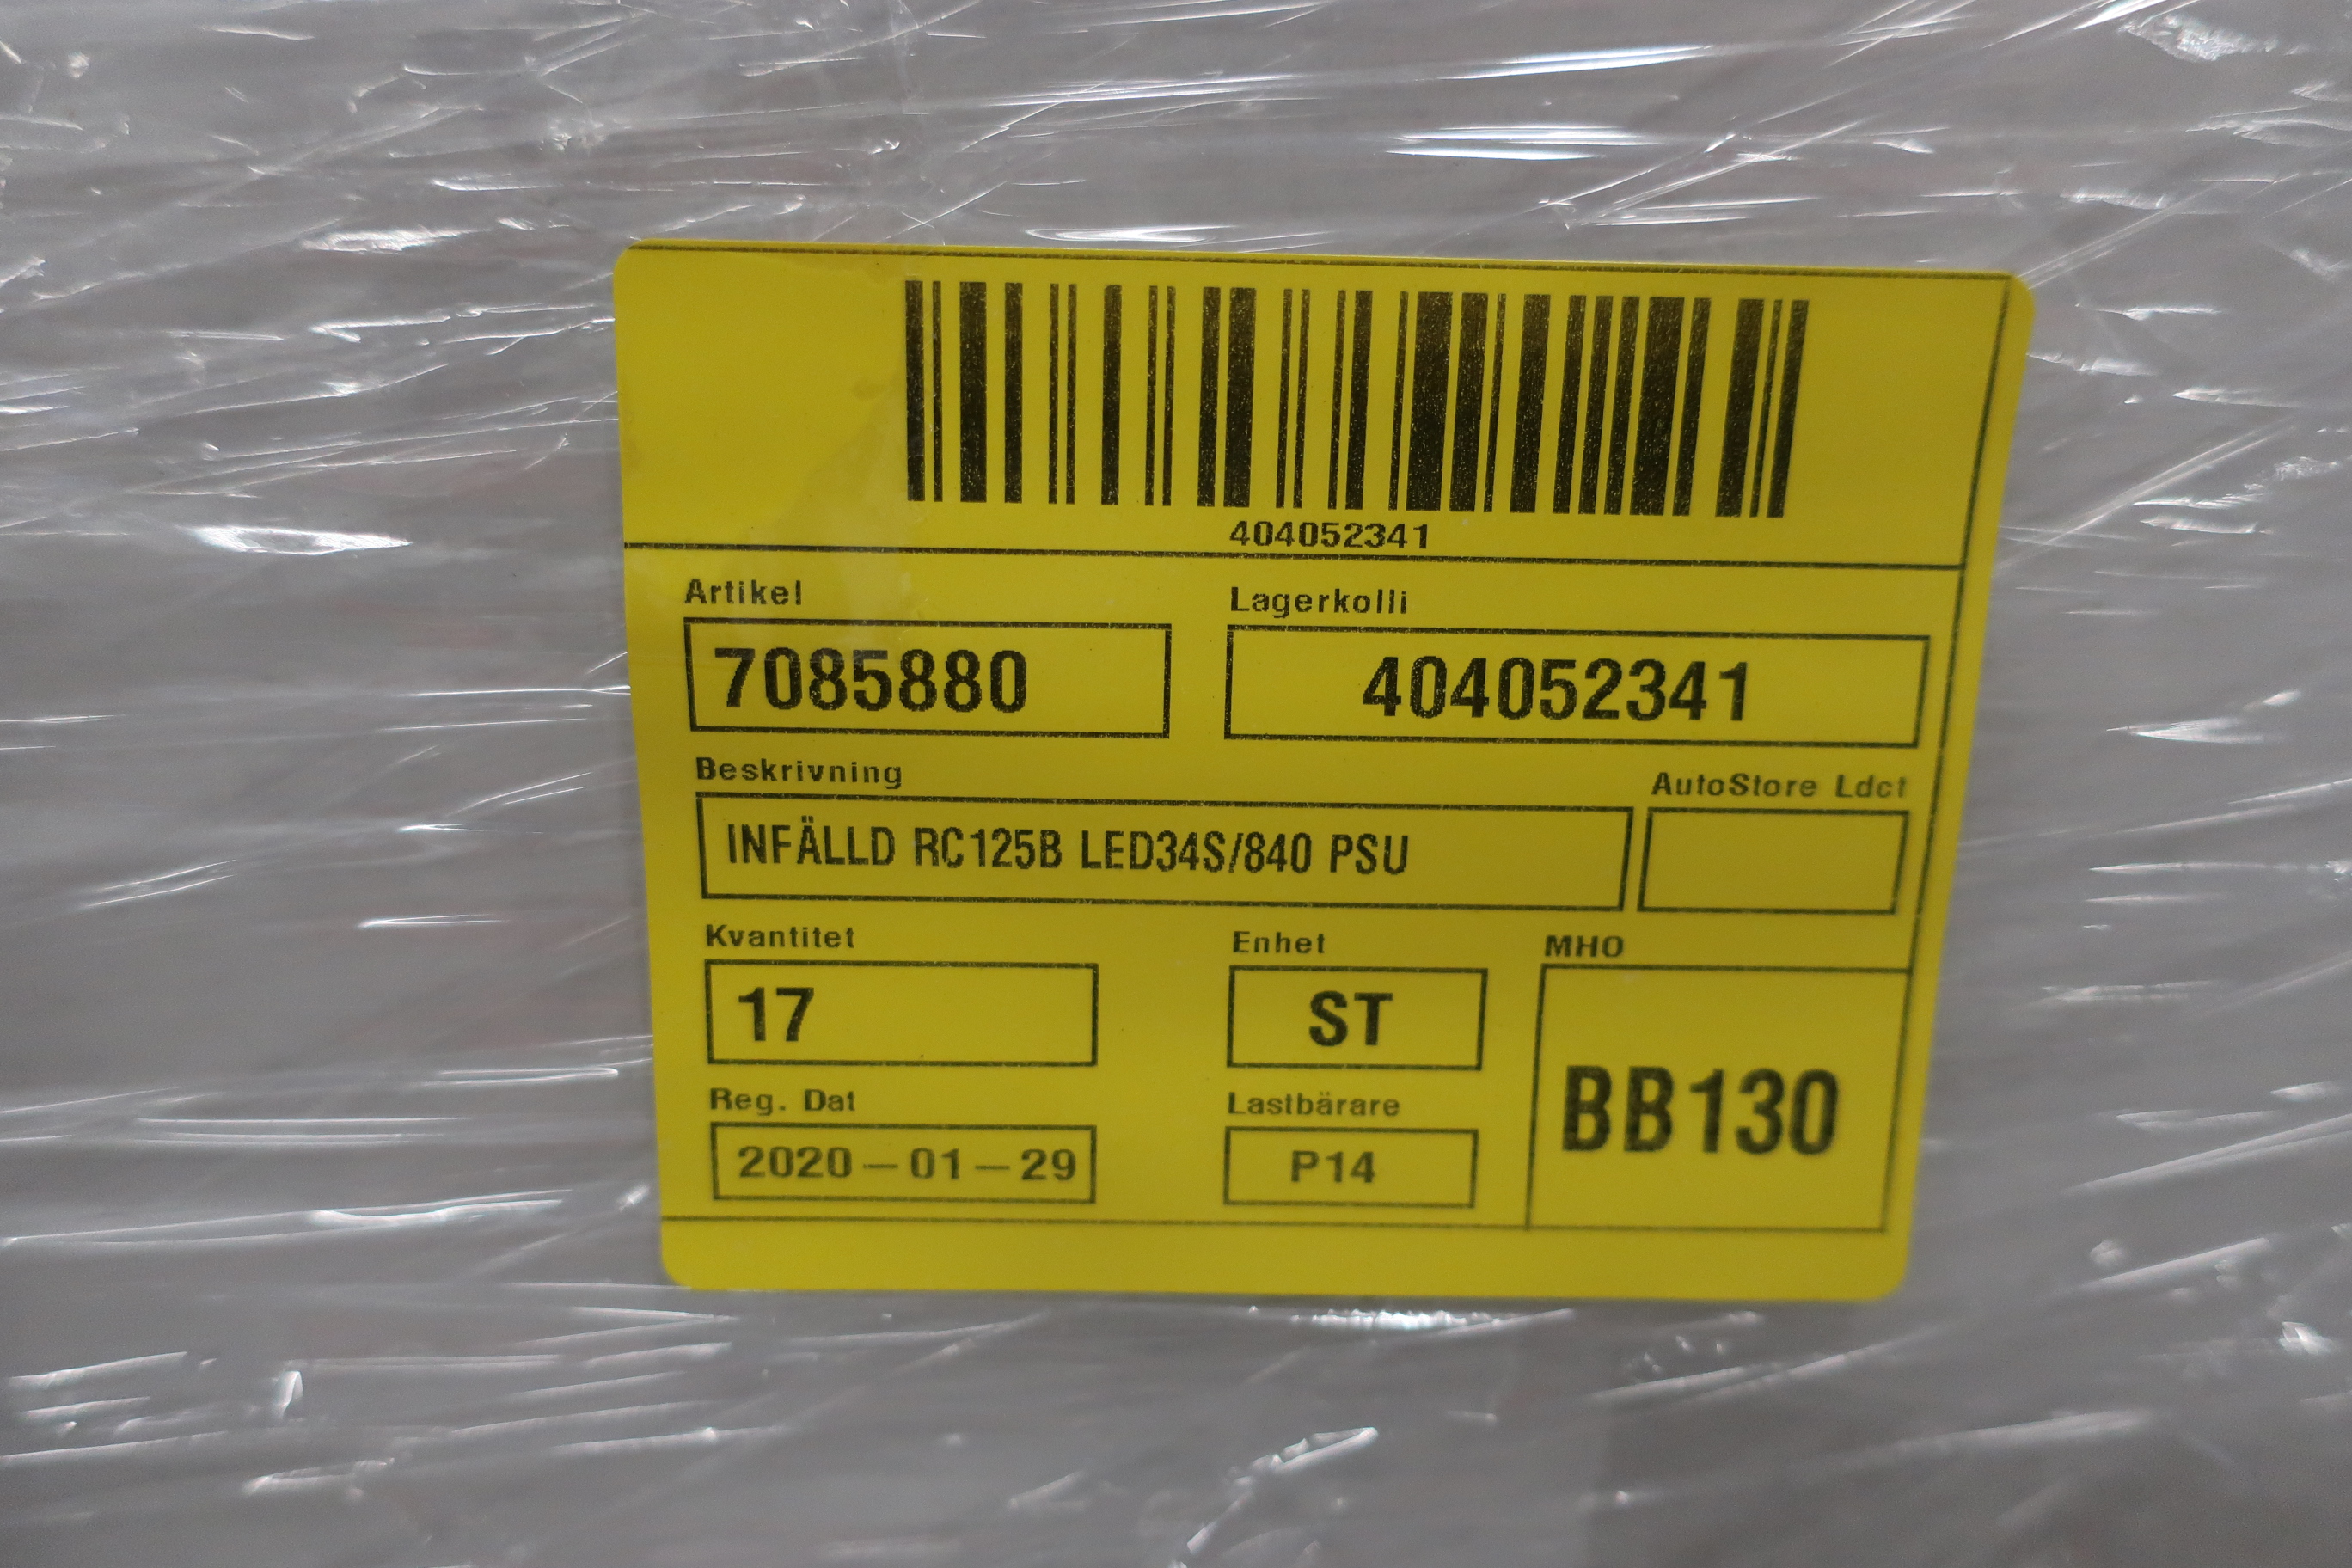 404052341
Artikel Lagerkolli
7085880 404052341
Beskrivning AutoStore Ldct
INFÄLLD RC125B LED34S/840 PSU
Kvantitet Enhet MHO
17 ST
BB130
Reg. Dat Lastbärare
2020-01-29 P14